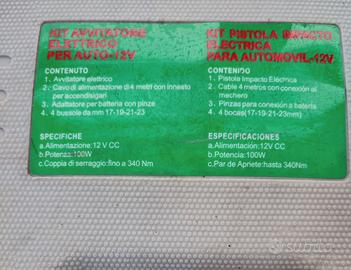 KIT AVVITATORE
ELETTRICO
PER AUTO-12V
CONTENUTO
1. Avvitatore elettrico
2. Cavo di alimentazione di 4 metri con innesto
per accendisigari
3. Adattatore per batteria con pinze
4. 4 bussole da mm 17-19-21-23
SPECIFICHE
a.Alimentazione:12 V CC
b.Potenza:100W
c.Coppia di serraggio:fino a 340 Nm
KIT PISTOLA IMPACTO
ELECTRICA
PARA AUTOMOVIL-12V
CONTENIDO
1. Pistola Impacto Eléctrica
2. Cable 4 metros con conexión al
mechero
3. Pinzas para conexión a batería
4. 4 bocas(17-19-21-23mm)
ESPECIFICACIONES
a.Alimentación: 12 V CC
b.Potencia: 100W
c.Par de Apriete:hasta 340Nm
subito